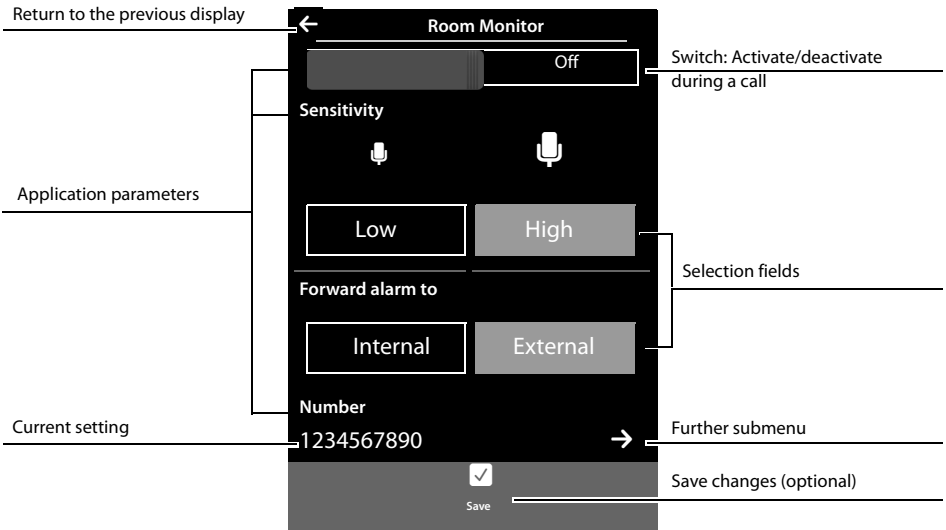 Return to the previous display
Room Monitor
Off
Switch: Activate/deactivate
during a call
Sensitivity
Application parameters
Low
High
Selection fields
Forward alarm to
Internal
External
Number
Current setting
1234567890
Further submenu
Save changes (optional)
Save